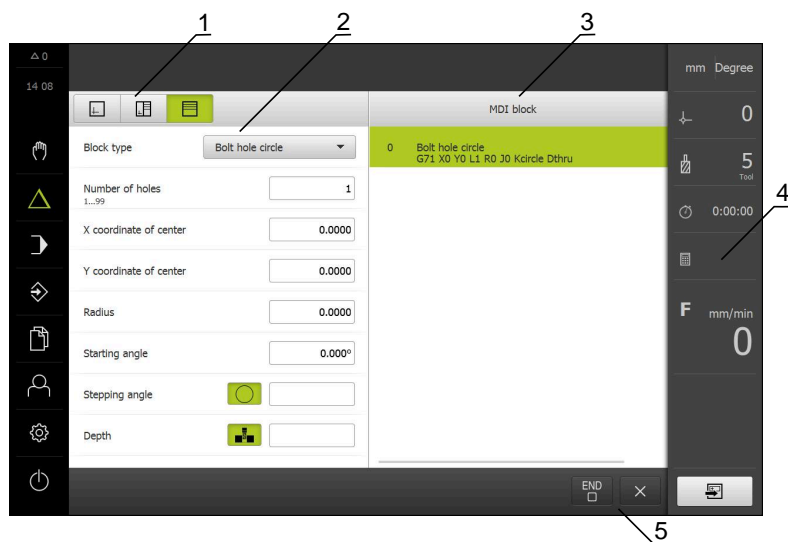 1
2
3
△ 0
14 08
mm Degree
MDI block
0
Block type
Bolt hole circle
0 Bolt hole circle
G71 X0 Y0 L1 R0 J0 Kcircle Dthru
5
Tool
Number of holes
1...99
1
4
0:00:00
X coordinate of center
0.0000
Y coordinate of center
0.0000
Radius
0.0000
F mm/min
0
Starting angle
0.000°
Stepping angle
Depth
END
5